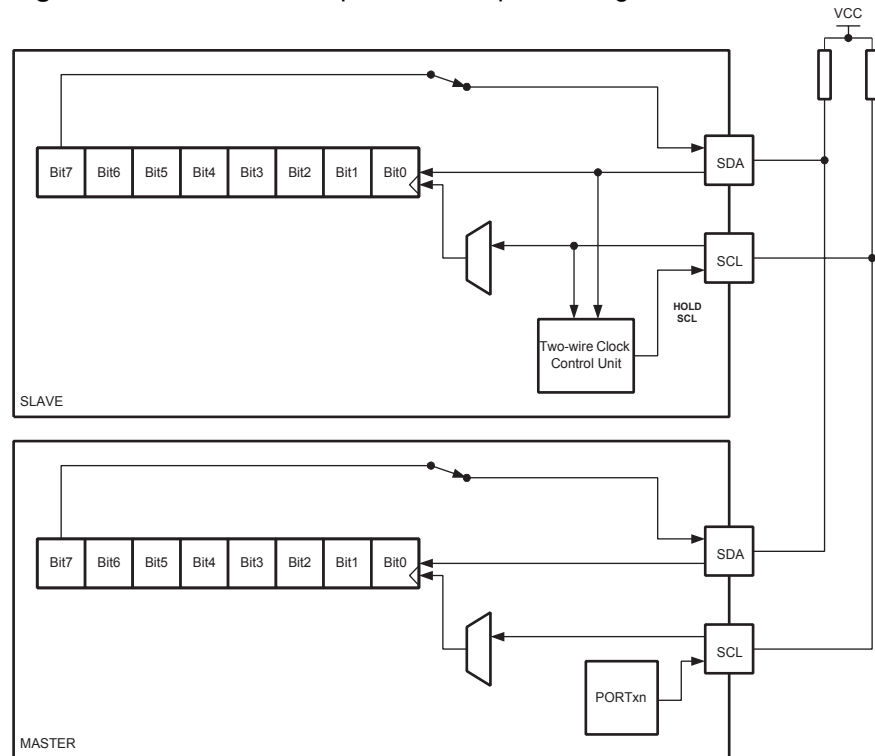 VCC
Bit7 Bit6 Bit5 Bit4 Bit3 Bit2 Bit1 Bit0
SDA
SCL
HOLD
SCL
Two-wire Clock
Control Unit
SLAVE
Bit7 Bit6 Bit5 Bit4 Bit3 Bit2 Bit1 Bit0
SDA
SCL
PORTxn
MASTER